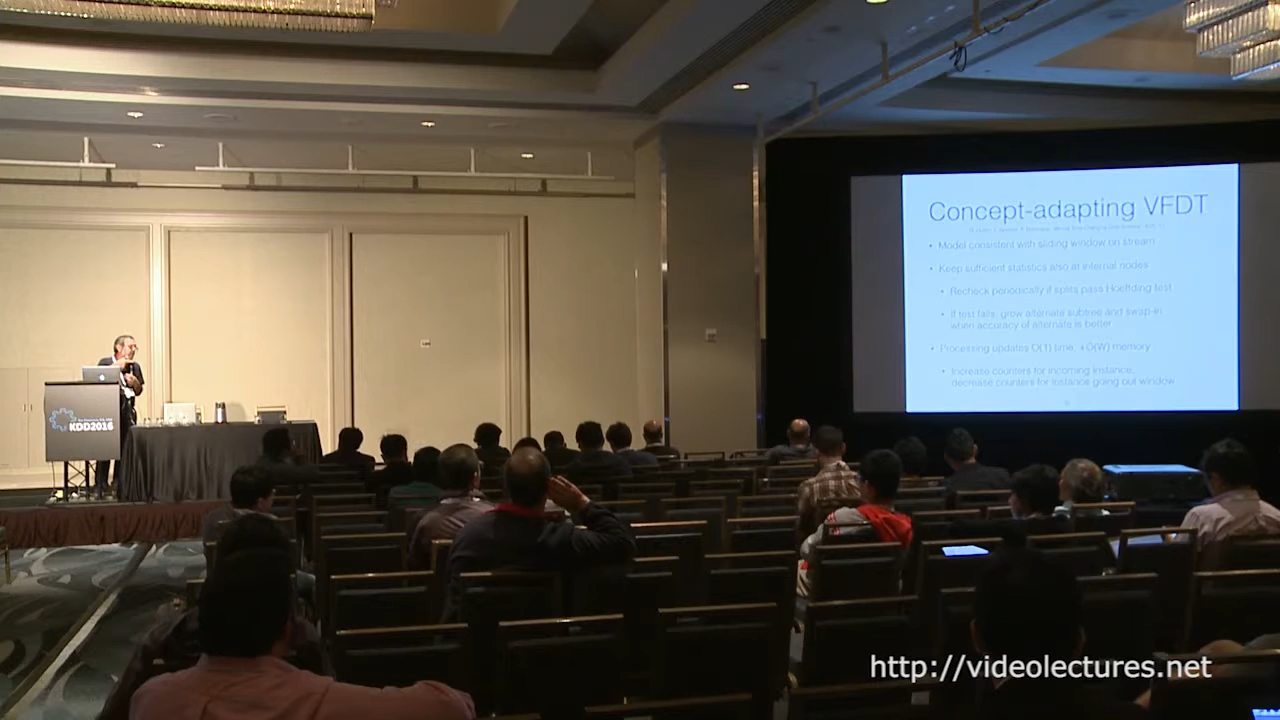 Concept-adapting VFDT
• Model consistent with sliding window on stream
• Keep sufficient statistics also at internal nodes
• Recheck periodically if splits pass Hoeffding test
• If test fails, grow alternate subtree and swap-in
when accuracy of alternate is better
• Processing updates O(1) time, +O(W) memory
• Increase counters for incoming instance,
decrease counters for instance going out window
KDD2016
http://videolectures.net